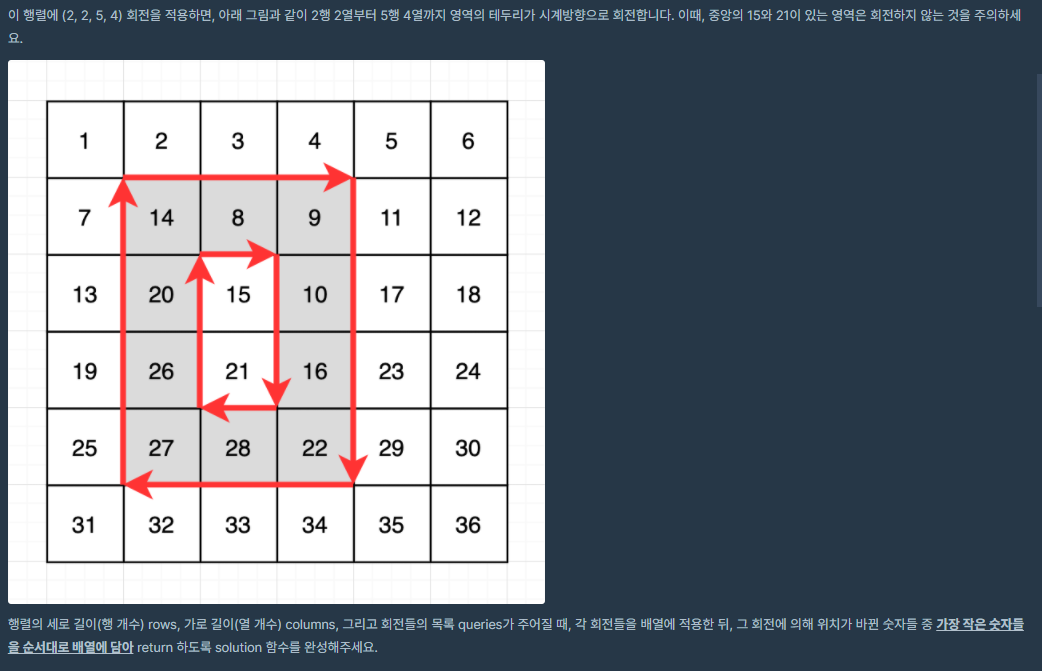 이 행렬에 (2, 2, 5, 4) 회전을 적용하면, 아래 그림과 같이 2행 2열부터 5행 4열까지 영역의 테두리가 시계방향으로 회전합니다. 이때, 중앙의 15와 21이 있는 영역은 회전하지 않는 것을 주의하세
요.
1 2 3 4 5 6
7 14 8 9 11 12
13 20 15 10 17 18
19 26 21 16 23 24
25 27 28 22 29 30
31 32 33 34 35 36
행렬의 세로 길이(행 개수) rows, 가로 길이(열 개수) columns, 그리고 회전들의 목록 queries가 주어질 때, 각 회전들을 배열에 적용한 뒤, 그 회전에 의해 위치가 바뀐 숫자들 중 가장 작은 숫자들
을 순서대로 배열에 담아 return 하도록 solution 함수를 완성해주세요.